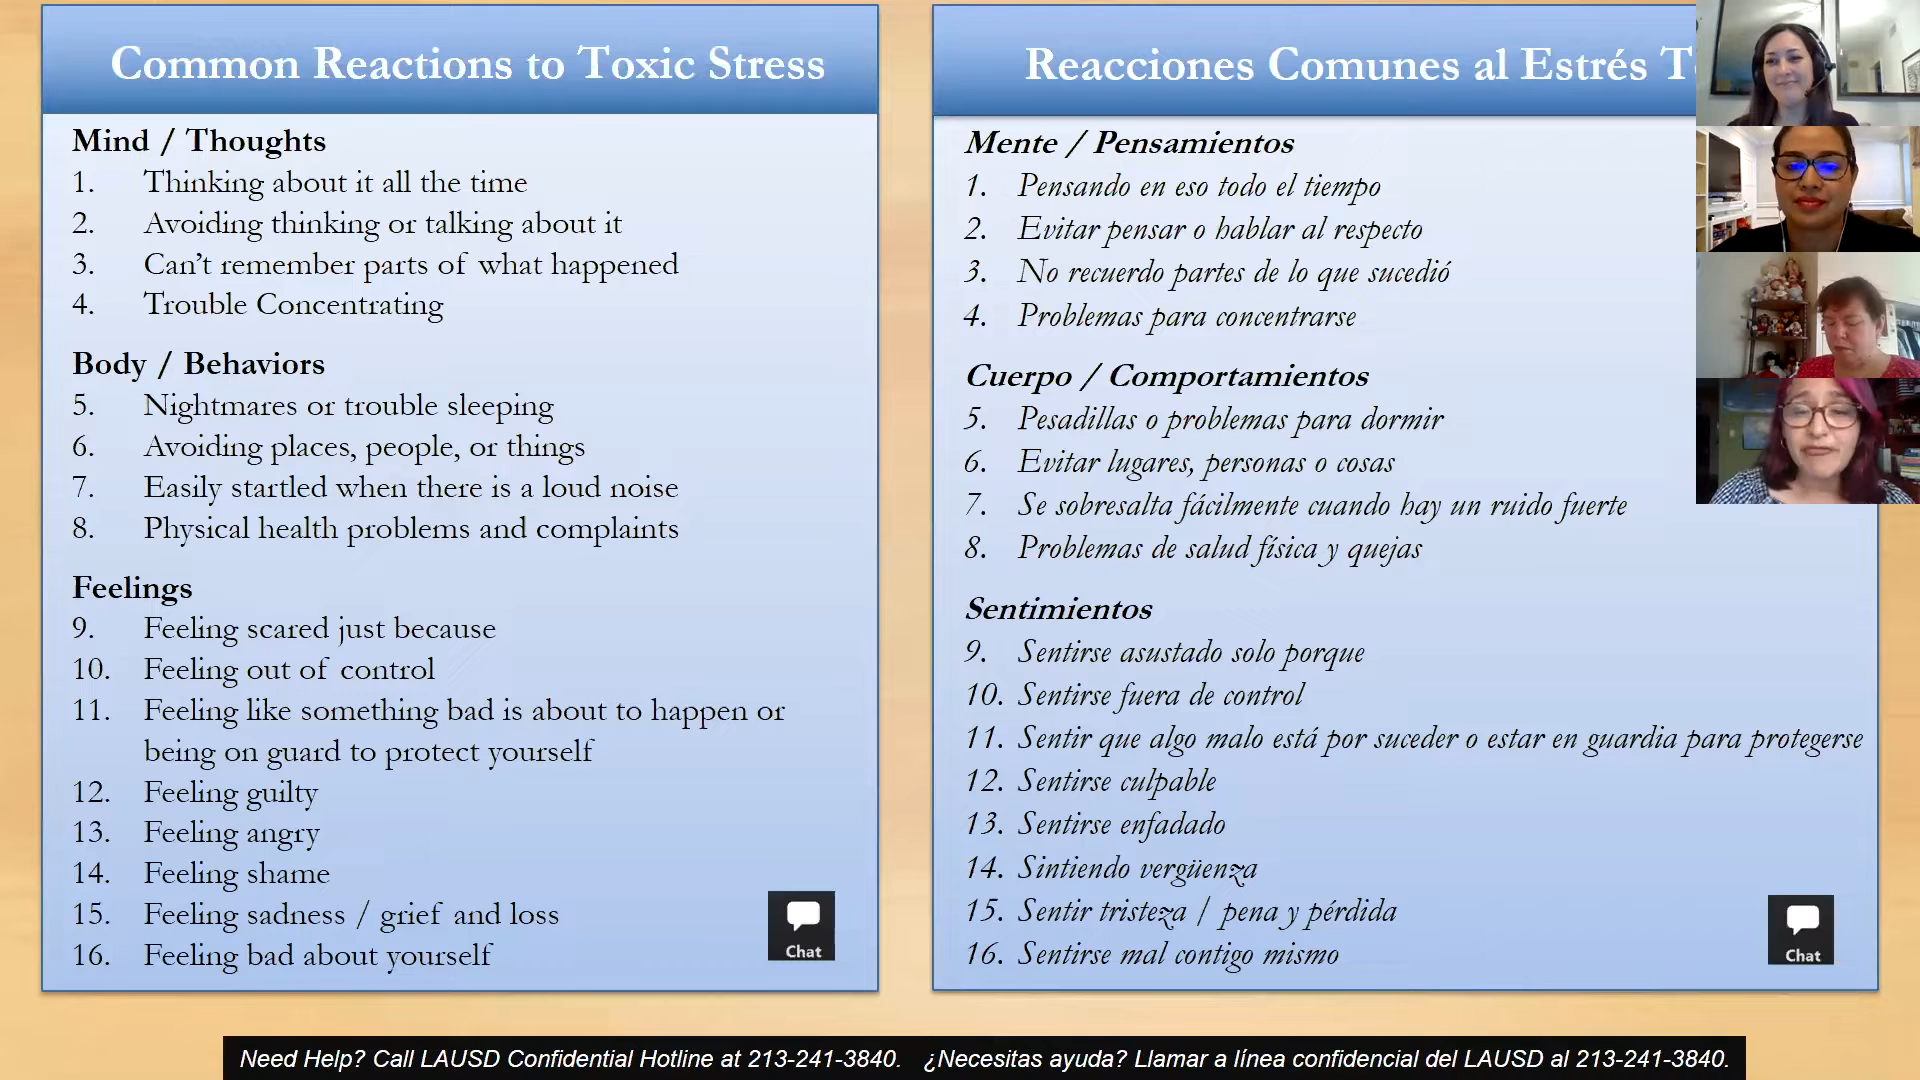 Common Reactions to Toxic Stress
Mind / Thoughts
1. Thinking about it all the time
2. Avoiding thinking or talking about it
3. Can't remember parts of what happened
4. Trouble Concentrating
Body / Behaviors
5. Nightmares or trouble sleeping
6. Avoiding places, people, or things
7. Easily startled when there is a loud noise
8. Physical health problems and complaints
Feelings
9. Feeling scared just because
10. Feeling out of control
11. Feeling like something bad is about to happen or
being on guard to protect yourself
12. Feeling guilty
13. Feeling angry
14. Feeling shame
15. Feeling sadness / grief and loss
16. Feeling bad about yourself
Chat
Reacciones Comunes al Estrés
Mente / Pensamientos
1. Pensando en eso todo el tiempo
2. Evitar pensar o hablar al respecto
3. No recuerdo partes de lo que sucedió
4. Problemas para concentrarse
Cuerpo / Comportamientos
5. Pesadillas o problemas para dormir
6. Evitar lugares, personas o cosas
7. Se sobresalta fácilmente cuando hay un ruido fuerte
8. Problemas de salud física y quejas
Sentimientos
9. Sentirse asustado solo porque
10. Sentirse fuera de control
11. Sentir que algo malo está por suceder o estar en guardia para protegerse
12. Sentirse culpable
13. Sentirse enfadado
14. Sintiendo vergüenza
15. Sentir tristeza / pena y pérdida
16. Sentirse mal contigo mismo
Chat
Need Help? Call LAUSD Confidential Hotline at 213-241-3840. ¿Necesitas ayuda? Llamar a línea confidencial del LAUSD al 213-241-3840.